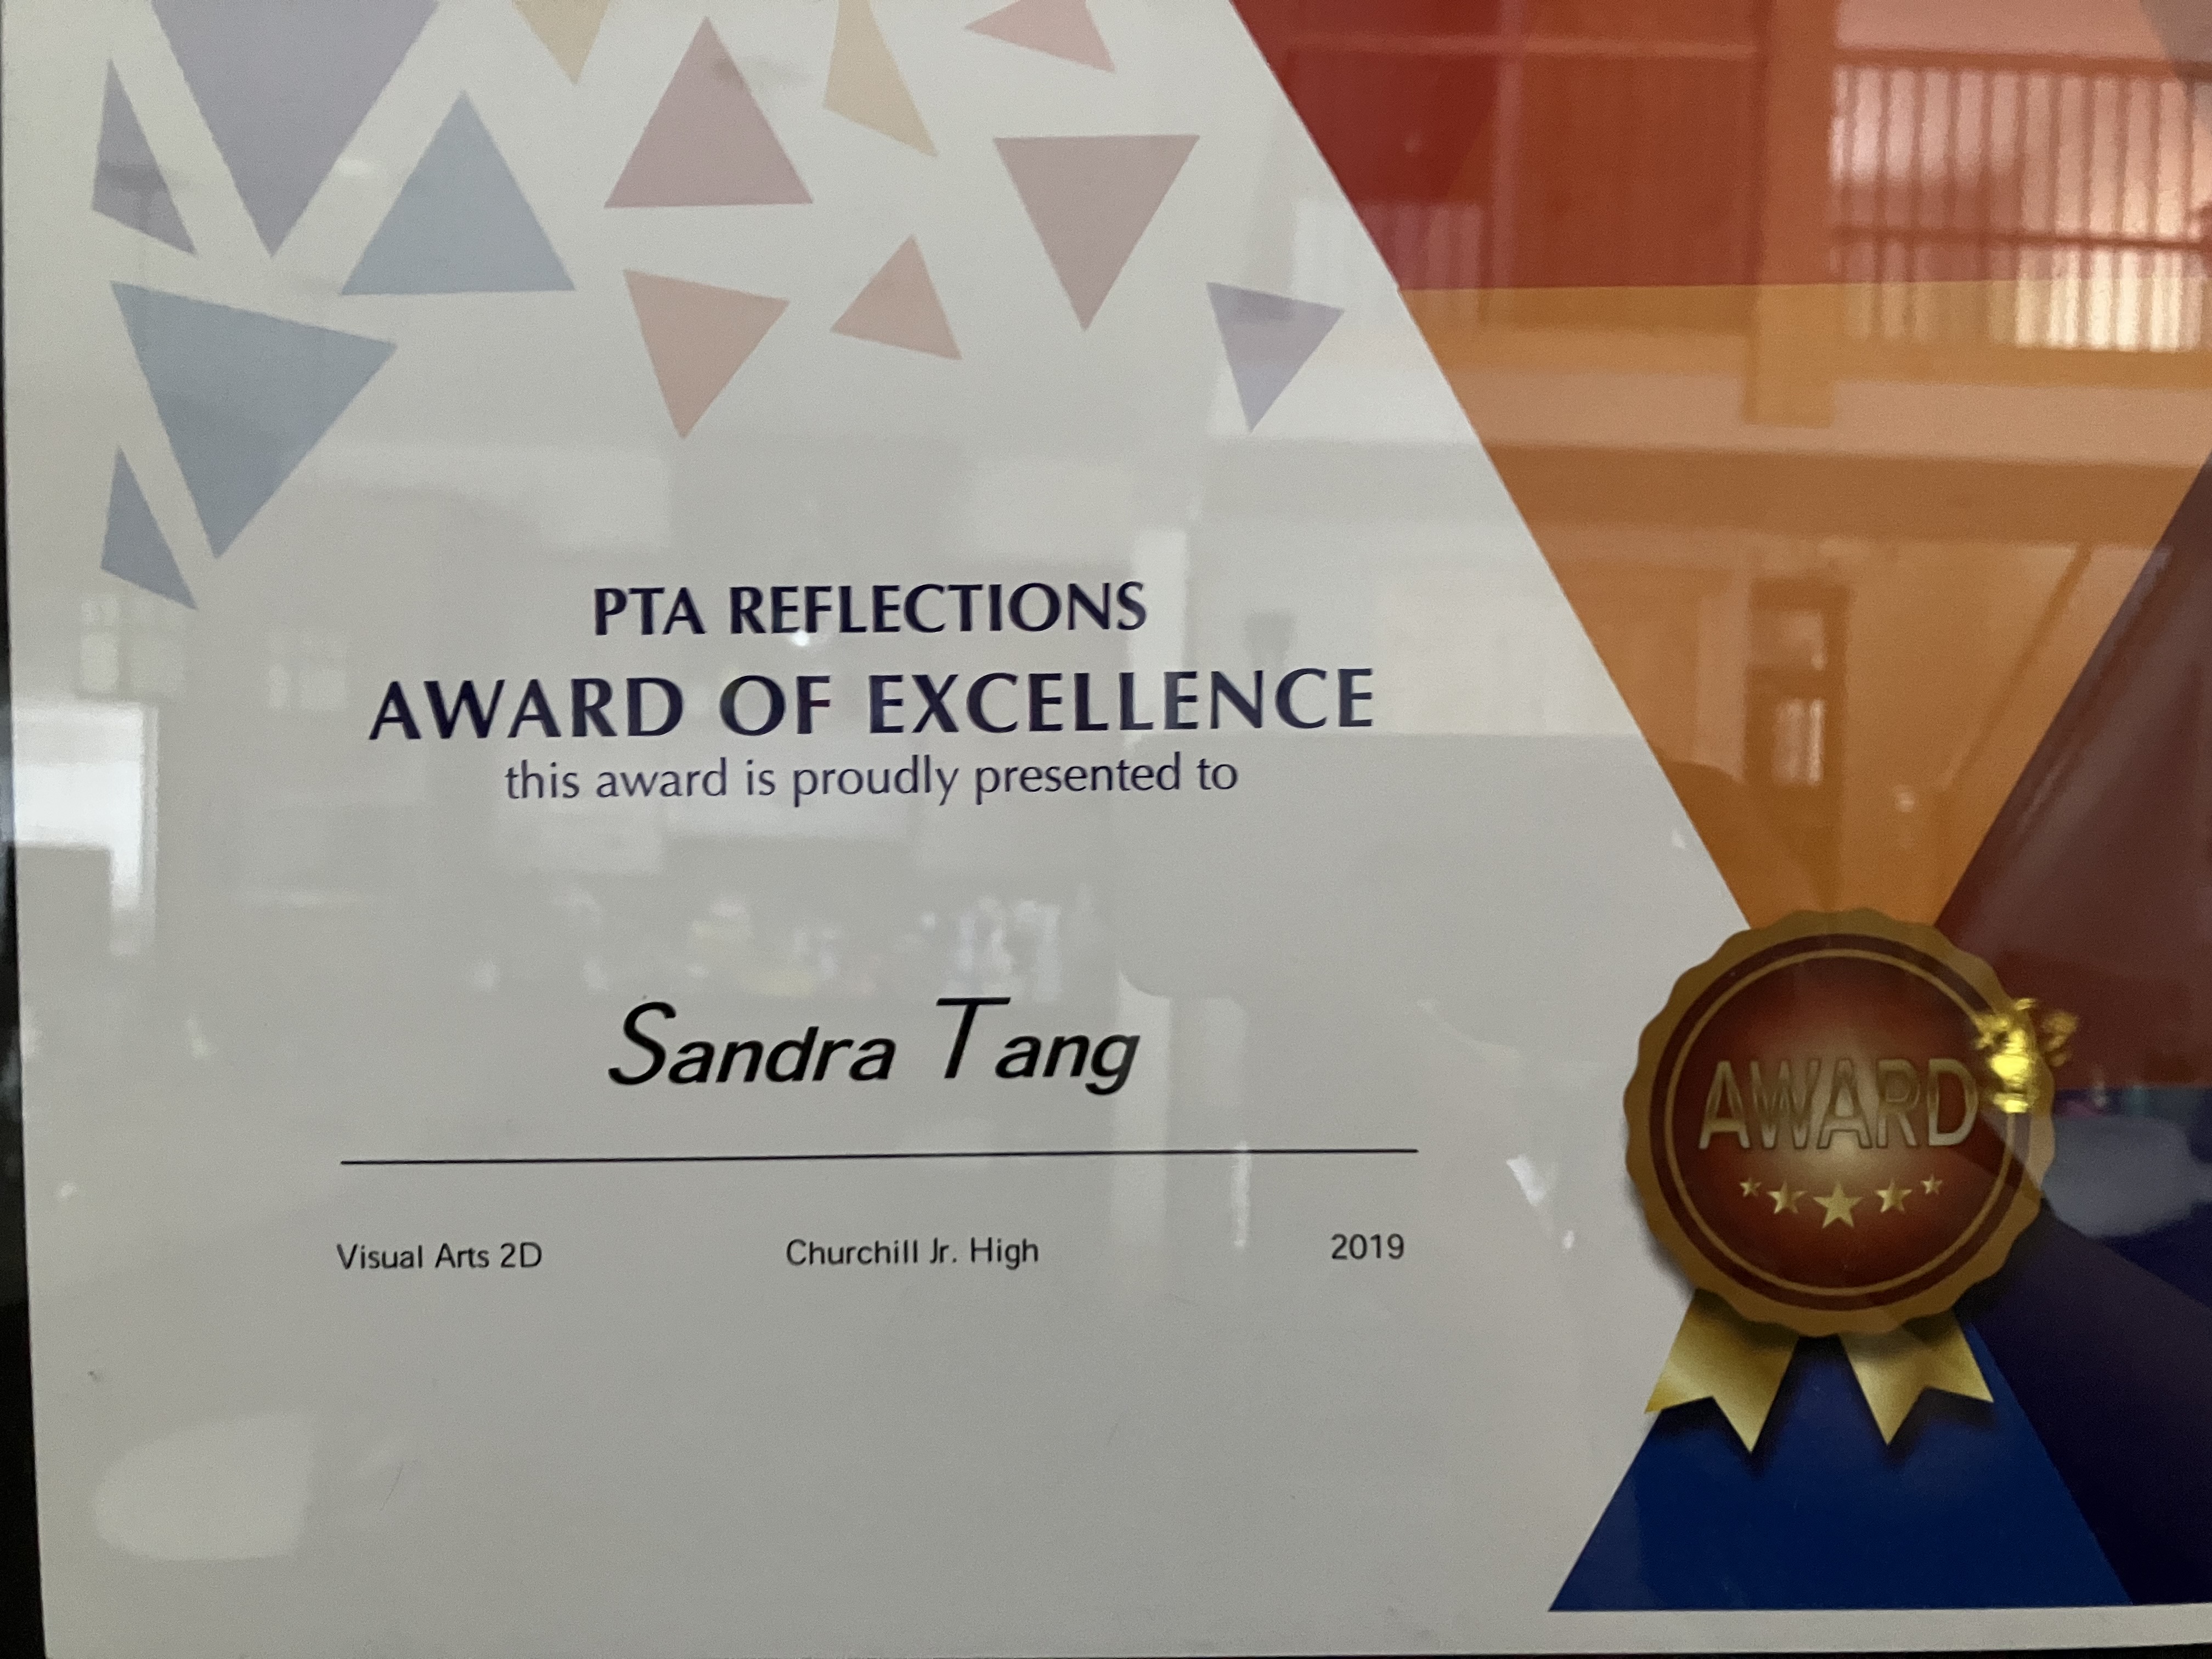 PTA REFLECTIONS
AWARD OF EXCELLENCE
this award is proudly presented to
Sandra Tang
Visual Arts 2D Churchill Jr. High 2019
AWARD